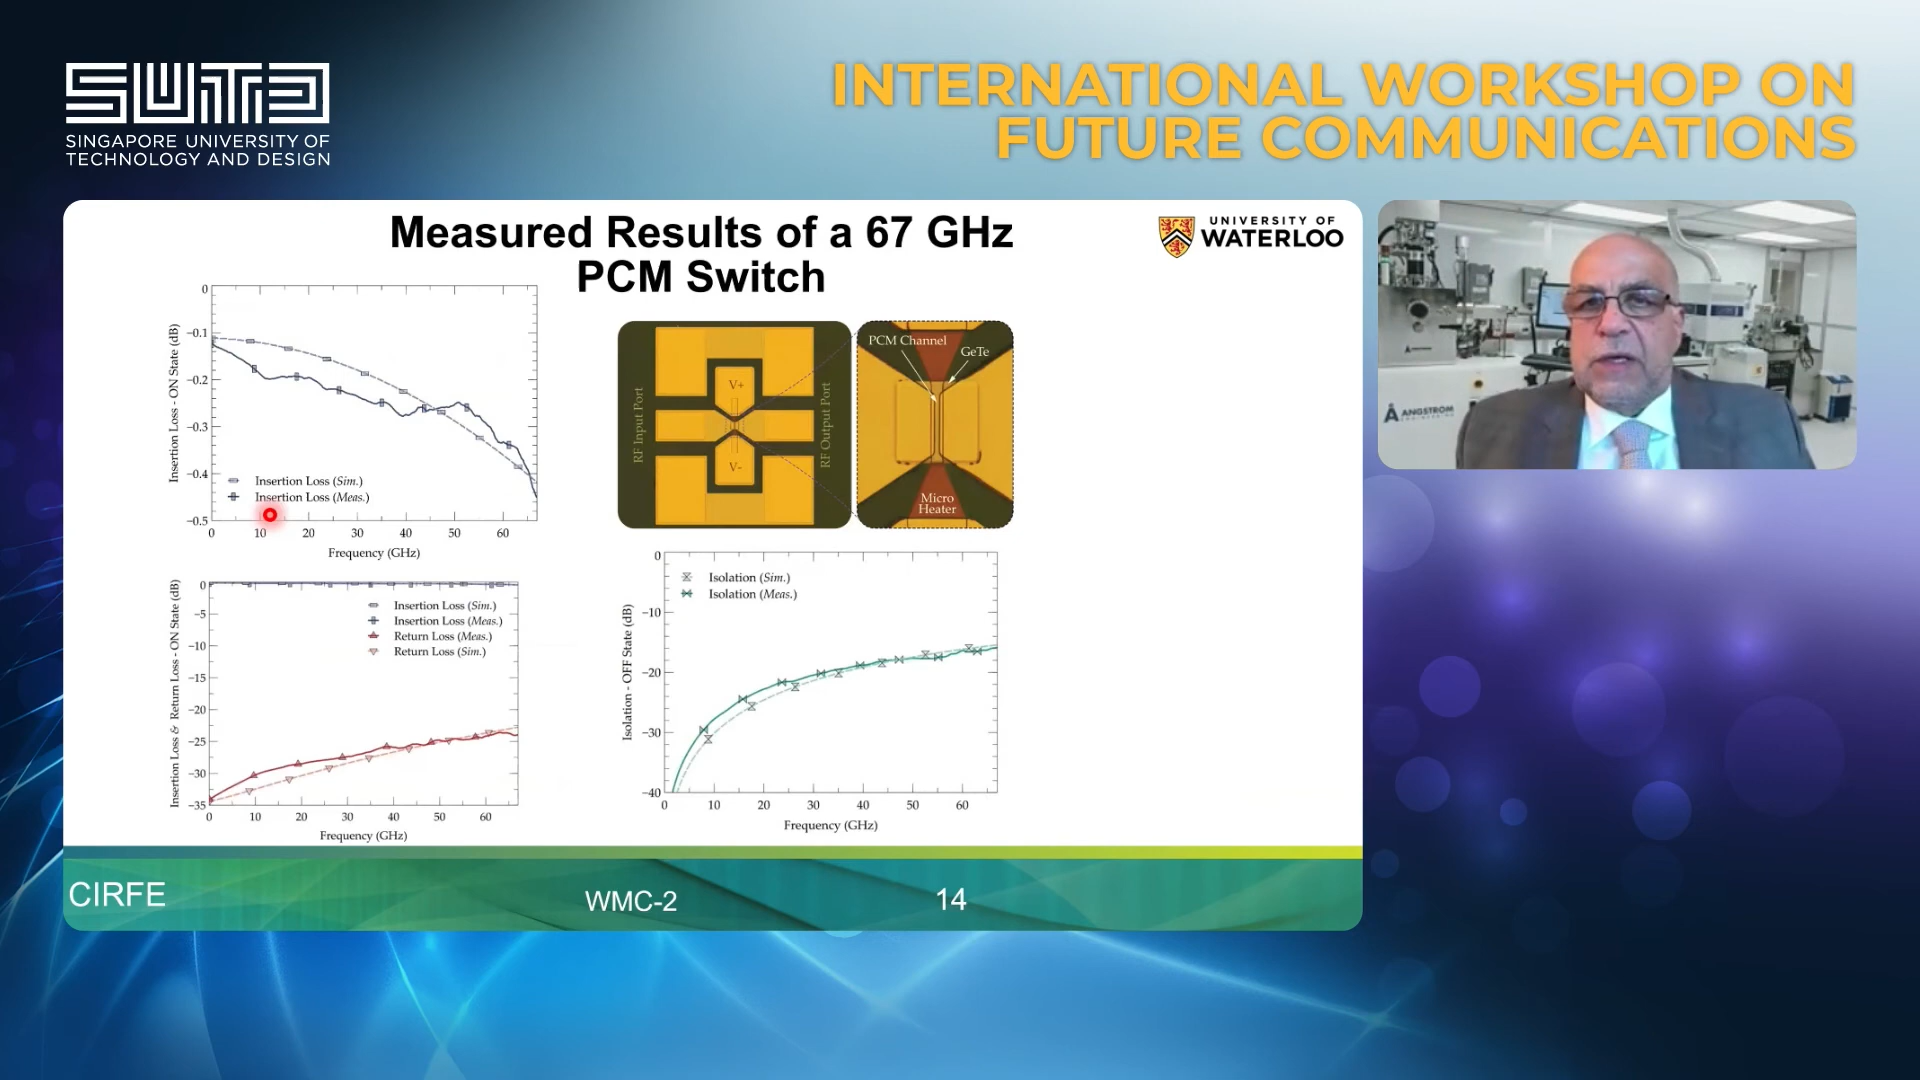 SUTD
SINGAPORE UNIVERSITY OF
TECHNOLOGY AND DESIGN
INTERNATIONAL WORKSHOP ON
FUTURE COMMUNICATIONS
Measured Results of a 67 GHz
PCM Switch
UNIVERSITY OF
WATERLOO
Insertion Loss - ON State (dB)
0
−0.1
−0.2
−0.3
−0.4
−0.5
Insertion Loss (Sim.)
Insertion Loss (Meas.)
0 10 20 30 40 50 60
Frequency (GHz)
RF Input Port
V+
V-
RF Output Port
PCM Channel
GeTe
Micro
Heater
Insertion Loss & Return Loss - ON State (dB)
0
−5
−10
−15
−20
−25
−30
−35
Insertion Loss (Sim.)
Insertion Loss (Meas.)
Return Loss (Meas.)
Return Loss (Sim.)
0 10 20 30 40 50 60
Frequency (GHz)
Isolation - OFF State (dB)
0
−10
−20
−30
−40
Isolation (Sim.)
Isolation (Meas.)
0 10 20 30 40 50 60
Frequency (GHz)
CIRFE
WMC-2
14
ANGSTROM